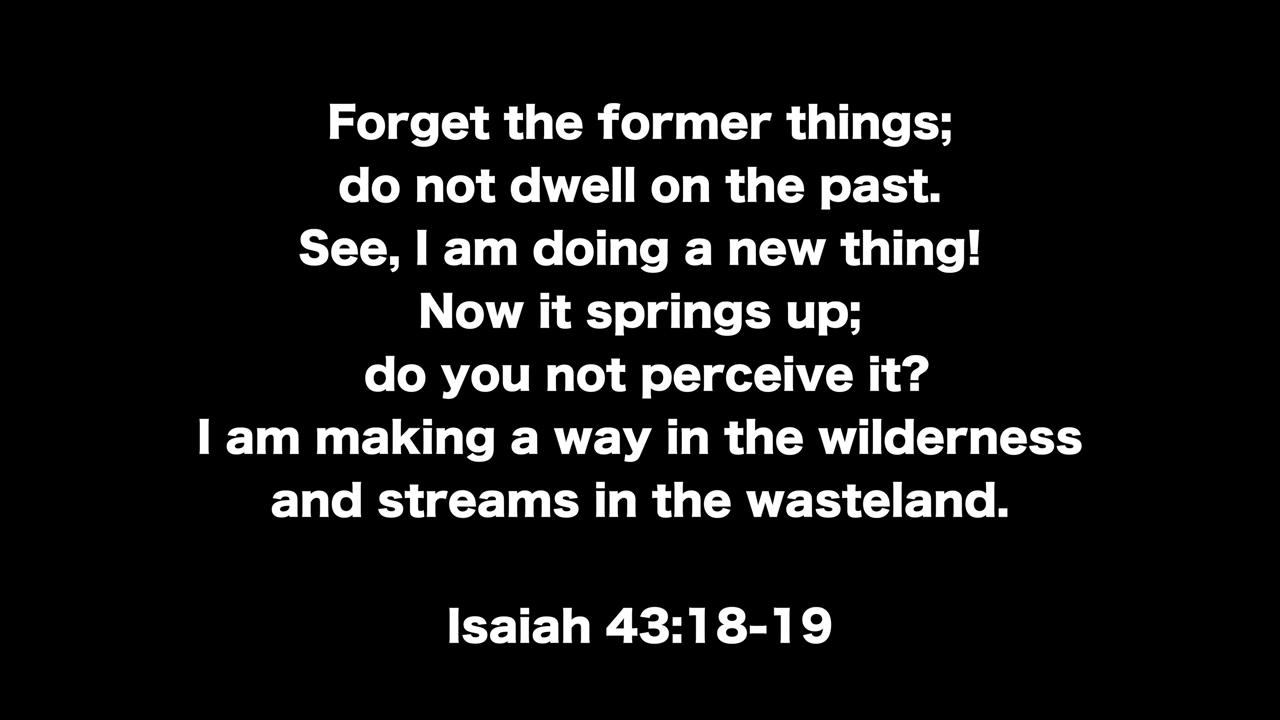 Forget the former things;
do not dwell on the past.
See, I am doing a new thing!
Now it springs up;
do you not perceive it?
I am making a way in the wilderness
and streams in the wasteland.
Isaiah 43:18-19